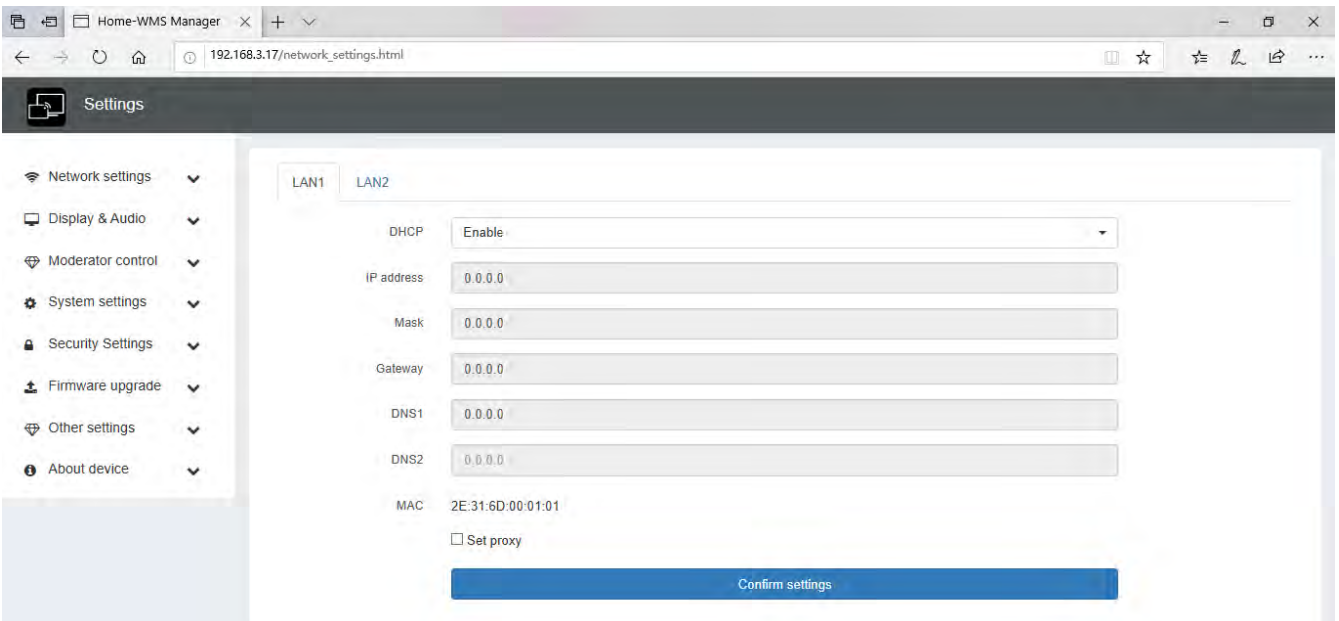 Home-WMS Manager
192.168.3.17/network_settings.html
Settings
Network settings
Display & Audio
Moderator control
System settings
Security Settings
Firmware upgrade
Other settings
About device
LAN1 LAN2
DHCP Enable
IP address 0.0.0.0
Mask 0.0.0.0
Gateway 0.0.0.0
DNS1 0.0.0.0
DNS2 0.0.0.0
MAC 2E:31:6D:00:01:01
Set proxy
Confirm settings